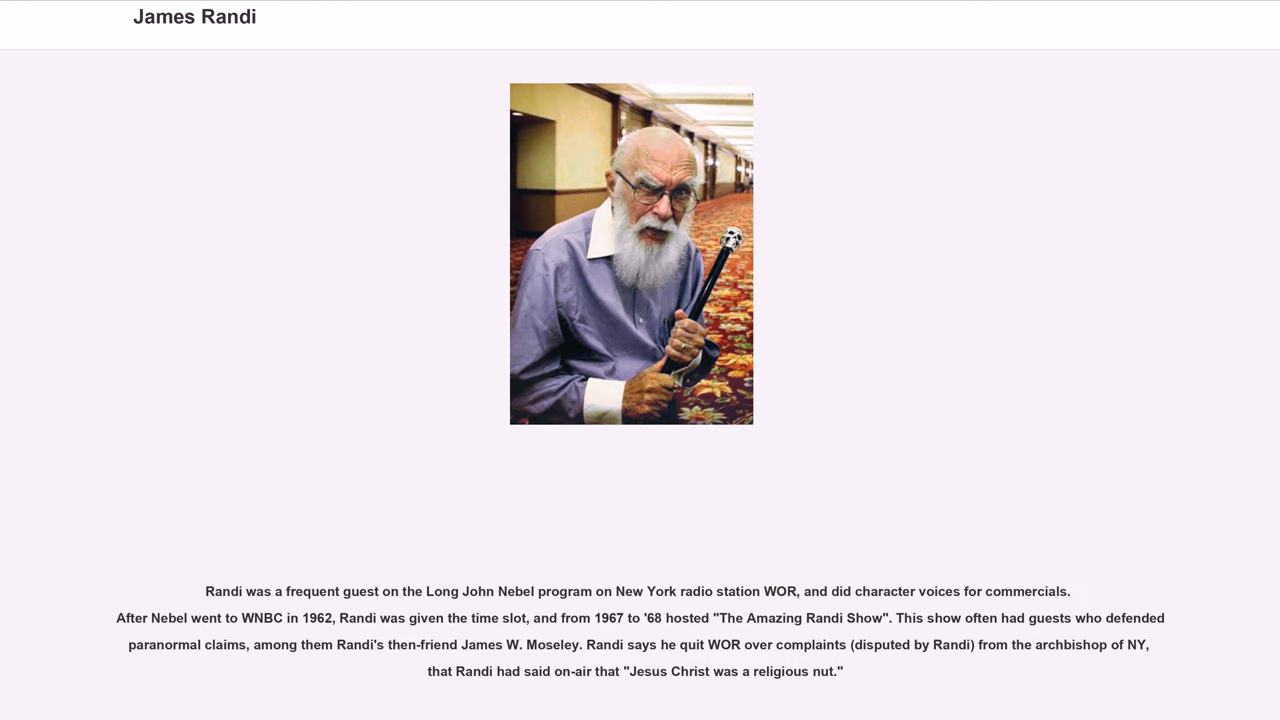 James Randi
Randi was a frequent guest on the Long John Nebel program on New York radio station WOR, and did character voices for commercials.
After Nebel went to WNBC in 1962, Randi was given the time slot, and from 1967 to '68 hosted "The Amazing Randi Show". This show often had guests who defended
paranormal claims, among them Randi's then-friend James W. Moseley. Randi says he quit WOR over complaints (disputed by Randi) from the archbishop of NY,
that Randi had said on-air that "Jesus Christ was a religious nut."